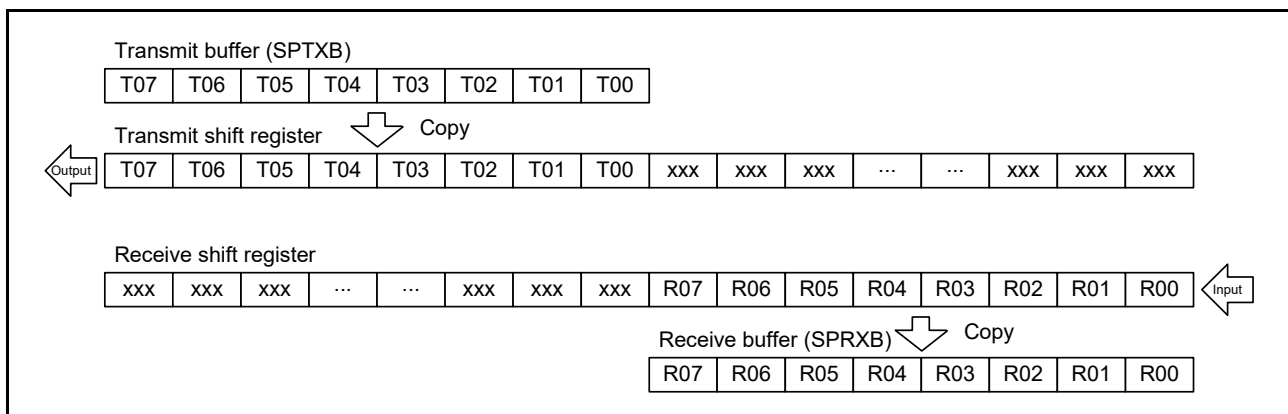 Transmit buffer (SPTXB)
T07 T06 T05 T04 T03 T02 T01 T00
Copy
Transmit shift register
Output T07 T06 T05 T04 T03 T02 T01 T00 xxx xxx xxx ... ... xxx xxx xxx
Receive shift register
xxx xxx xxx ... ... xxx xxx xxx R07 R06 R05 R04 R03 R02 R01 R00 Input
Receive buffer (SPRXB) Copy
R07 R06 R05 R04 R03 R02 R01 R00